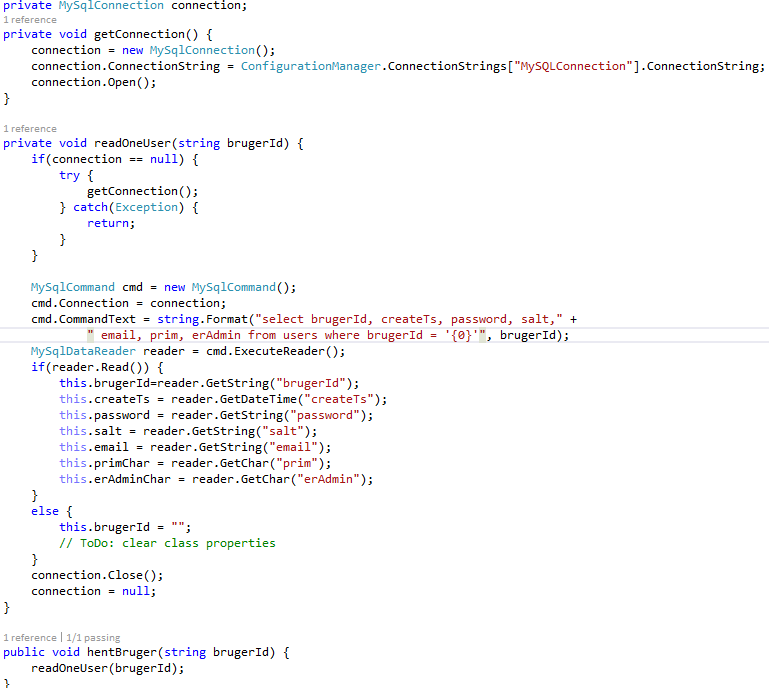 private MySqlConnection connection;
1 reference
private void getConnection() {
connection = new MySqlConnection();
connection.ConnectionString = ConfigurationManager.ConnectionStrings["MySQLConnection"].ConnectionString;
connection.Open();
}
1 reference
private void readOneUser(string brugerId) {
if(connection == null) {
try {
getConnection();
} catch(Exception) {
return;
}
}
MySqlCommand cmd = new MySqlCommand();
cmd.Connection = connection;
cmd.CommandText = string.Format("select brugerId, createTs, password, salt," +
" email, prim, erAdmin from users where brugerId = '{0}'", brugerId);
MySqlDataReader reader = cmd.ExecuteReader();
if(reader.Read()) {
this.brugerId=reader.GetString("brugerId");
this.createTs = reader.GetDateTime("createTs");
this.password = reader.GetString("password");
this.salt = reader.GetString("salt");
this.email = reader.GetString("email");
this.primChar = reader.GetChar("prim");
this.erAdminChar = reader.GetChar("erAdmin");
}
else {
this.brugerId = "";
// ToDo: clear class properties
}
connection.Close();
connection = null;
}
1 reference | 1/1 passing
public void hentBruger(string brugerId) {
readOneUser(brugerId);
}